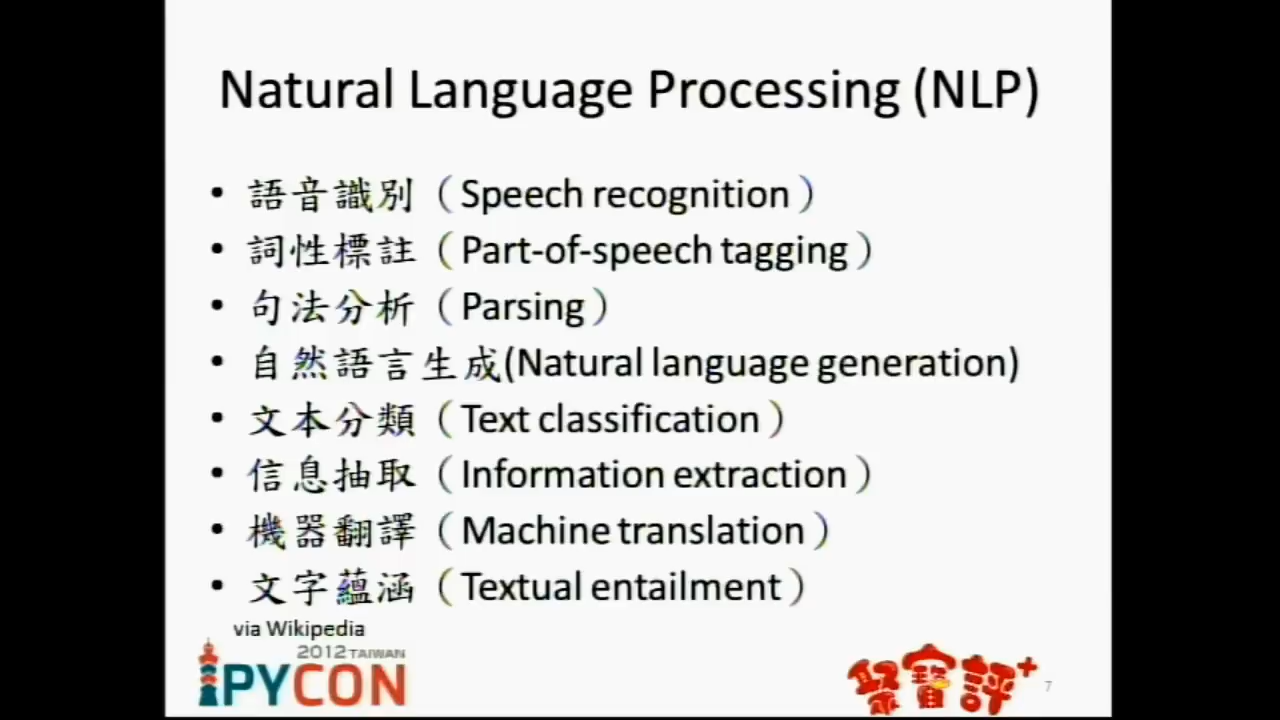 Natural Language Processing (NLP)
• 語音識別（Speech recognition）
• 詞性標註（Part-of-speech tagging）
• 句法分析（Parsing）
• 自然語言生成(Natural language generation)
• 文本分類（Text classification）
• 信息抽取（Information extraction）
• 機器翻譯（Machine translation）
• 文字蘊涵（Textual entailment）
via Wikipedia
2012 TAIWAN
PYCON
聚寶評+
7